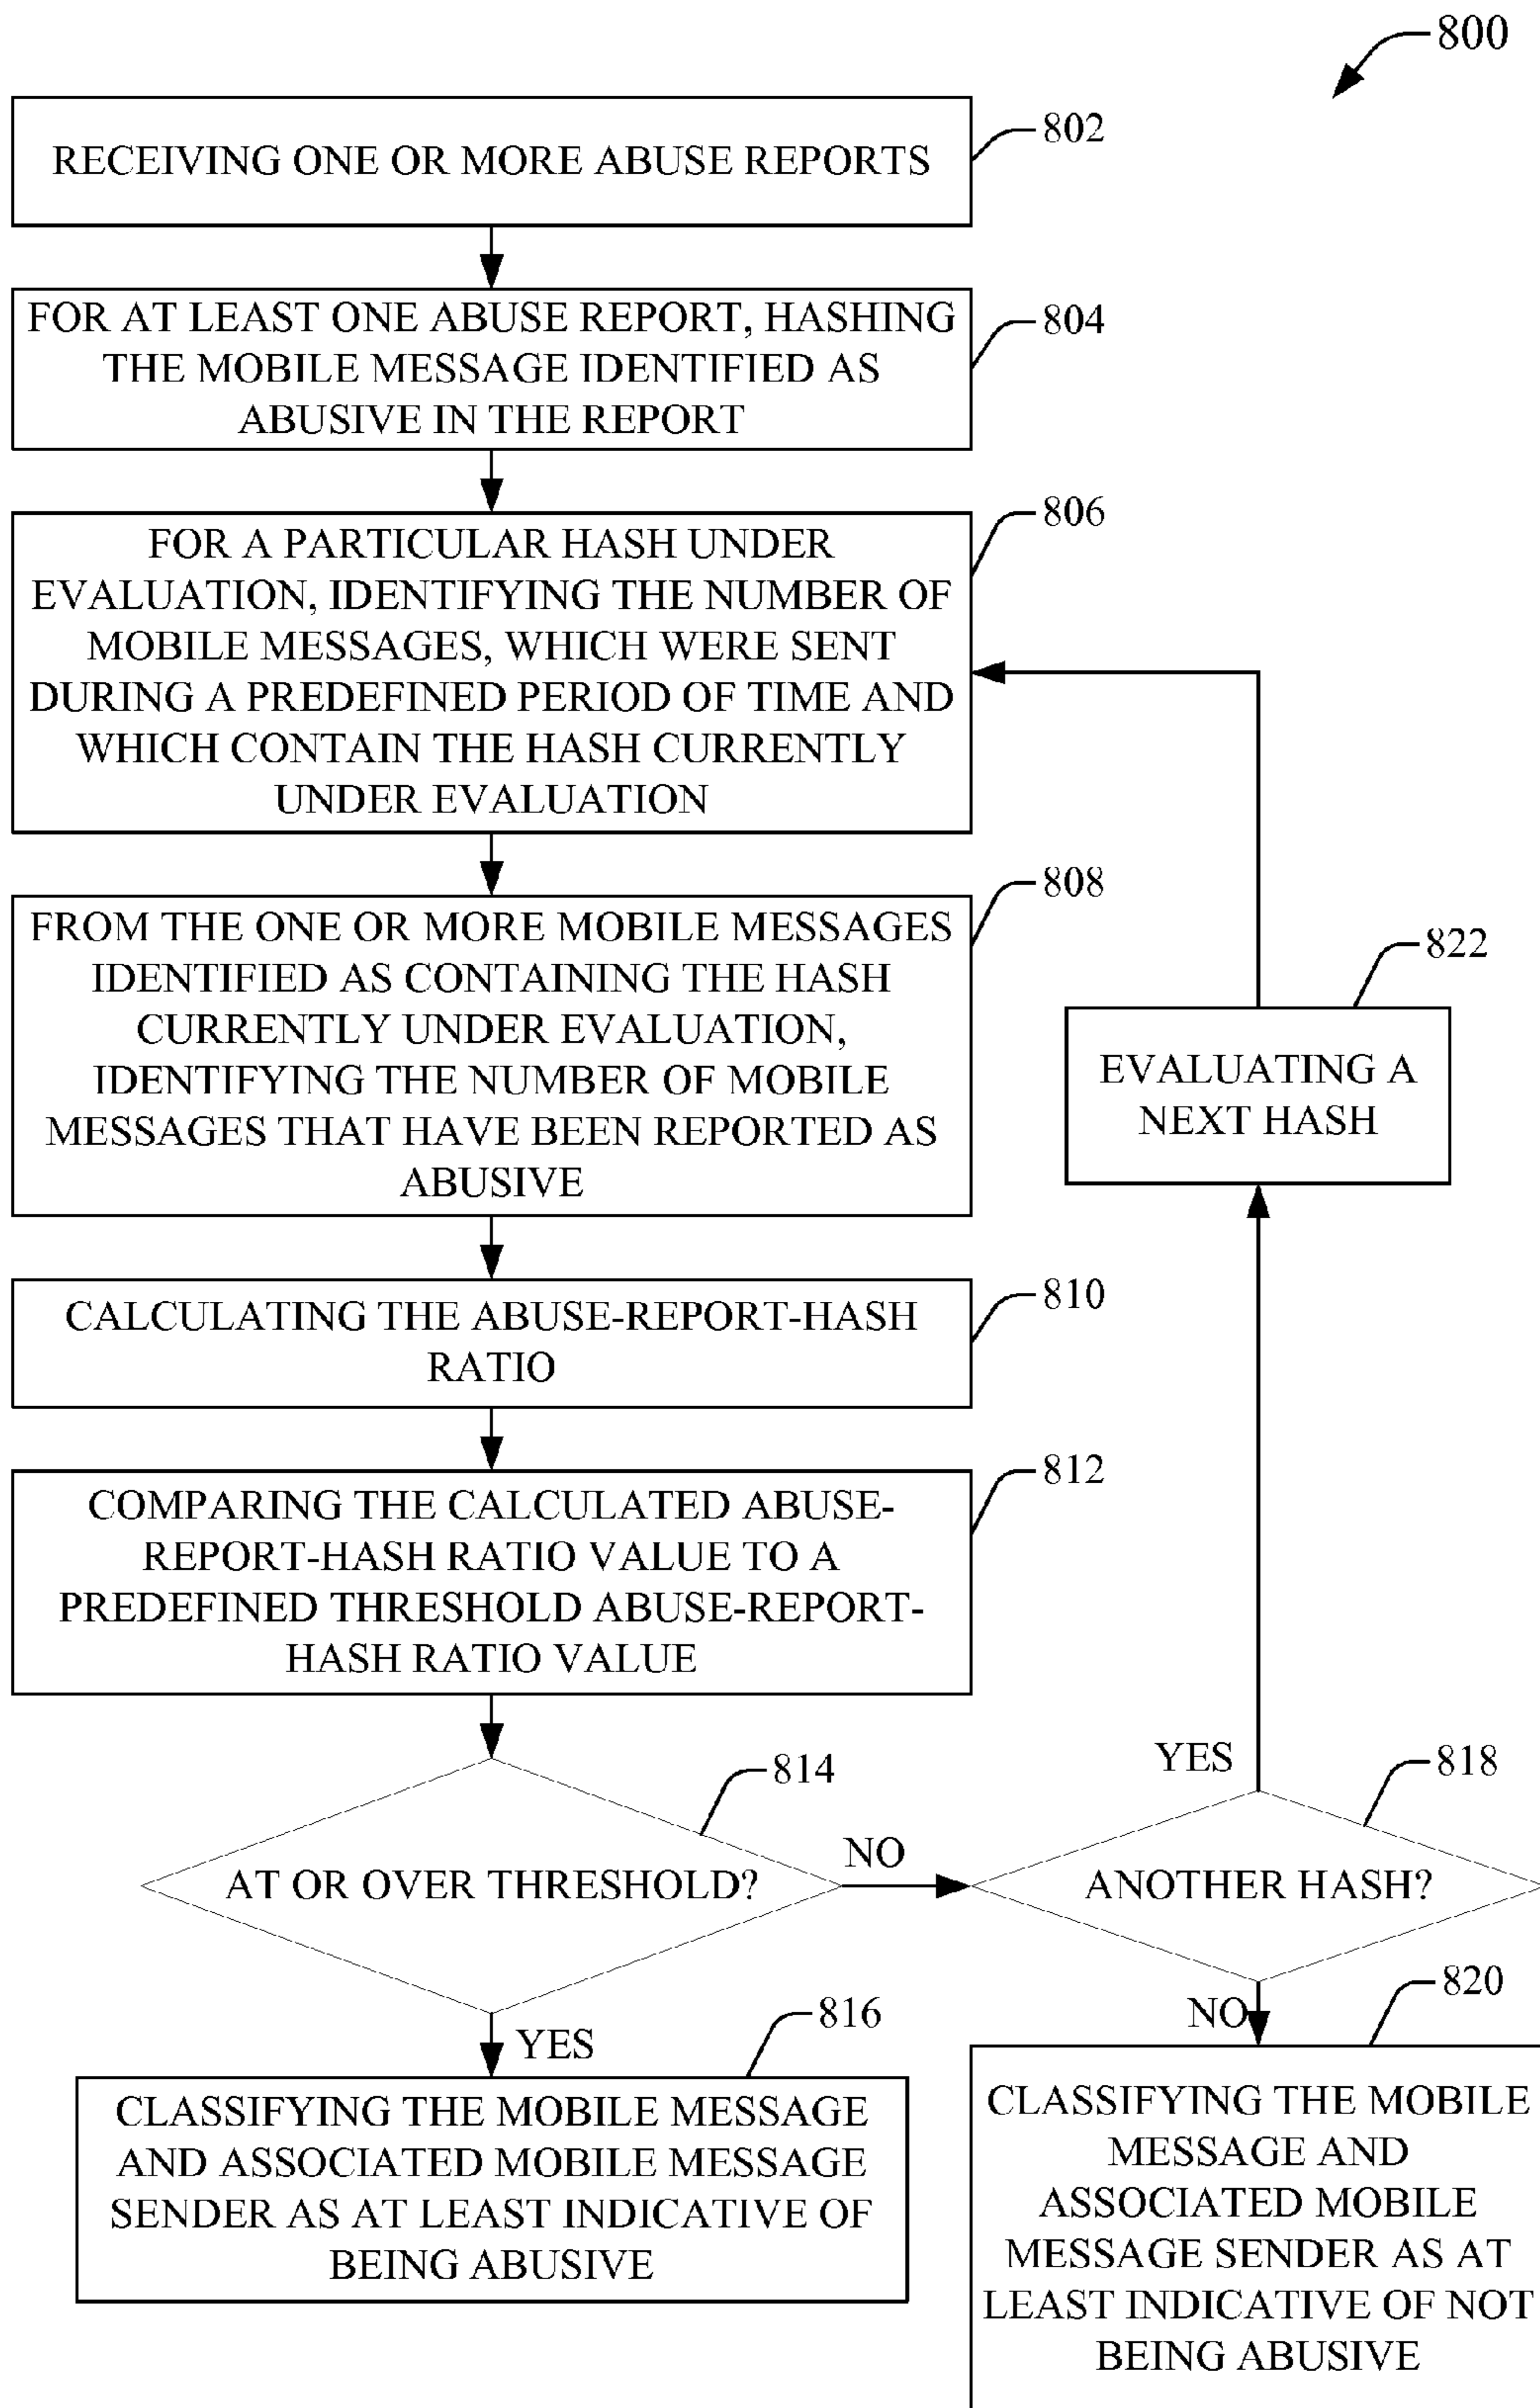 800
RECEIVING ONE OR MORE ABUSE REPORTS
802
FOR AT LEAST ONE ABUSE REPORT, HASHING
THE MOBILE MESSAGE IDENTIFIED AS
ABUSIVE IN THE REPORT
804
FOR A PARTICULAR HASH UNDER
EVALUATION, IDENTIFYING THE NUMBER OF
MOBILE MESSAGES, WHICH WERE SENT
DURING A PREDEFINED PERIOD OF TIME AND
WHICH CONTAIN THE HASH CURRENTLY
UNDER EVALUATION
806
FROM THE ONE OR MORE MOBILE MESSAGES
IDENTIFIED AS CONTAINING THE HASH
CURRENTLY UNDER EVALUATION,
IDENTIFYING THE NUMBER OF MOBILE
MESSAGES THAT HAVE BEEN REPORTED AS
ABUSIVE
808
822
EVALUATING A
NEXT HASH
CALCULATING THE ABUSE-REPORT-HASH
RATIO
810
COMPARING THE CALCULATED ABUSE-
REPORT-HASH RATIO VALUE TO A
PREDEFINED THRESHOLD ABUSE-REPORT-
HASH RATIO VALUE
812
AT OR OVER THRESHOLD?
814
NO
YES
ANOTHER HASH?
818
YES
816
CLASSIFYING THE MOBILE MESSAGE
AND ASSOCIATED MOBILE MESSAGE
SENDER AS AT LEAST INDICATIVE OF
BEING ABUSIVE
NO
820
CLASSIFYING THE MOBILE
MESSAGE AND
ASSOCIATED MOBILE
MESSAGE SENDER AS AT
LEAST INDICATIVE OF NOT
BEING ABUSIVE